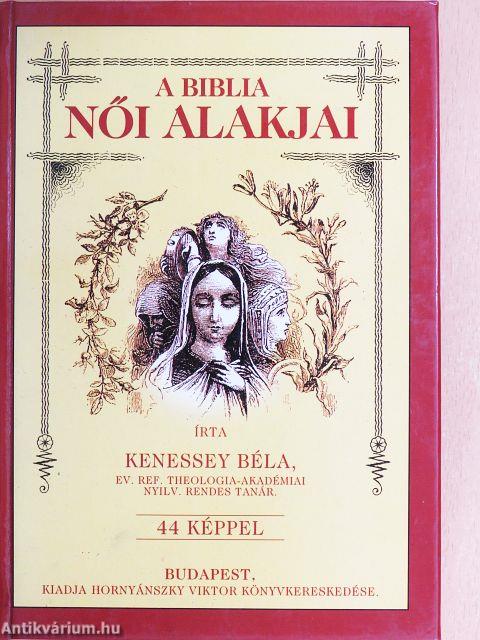 A BIBLIA
NŐI ALAKJAI
ÍRTA
KENESSEY BÉLA,
EV. REF. THEOLOGIA-AKADÉMIAI
NYILV. RENDES TANÁR.
44 KÉPPEL
BUDAPEST,
KIADJA HORNYÁNSZKY VIKTOR KÖNYVKERESKEDÉSE.
Antikvárium.hu